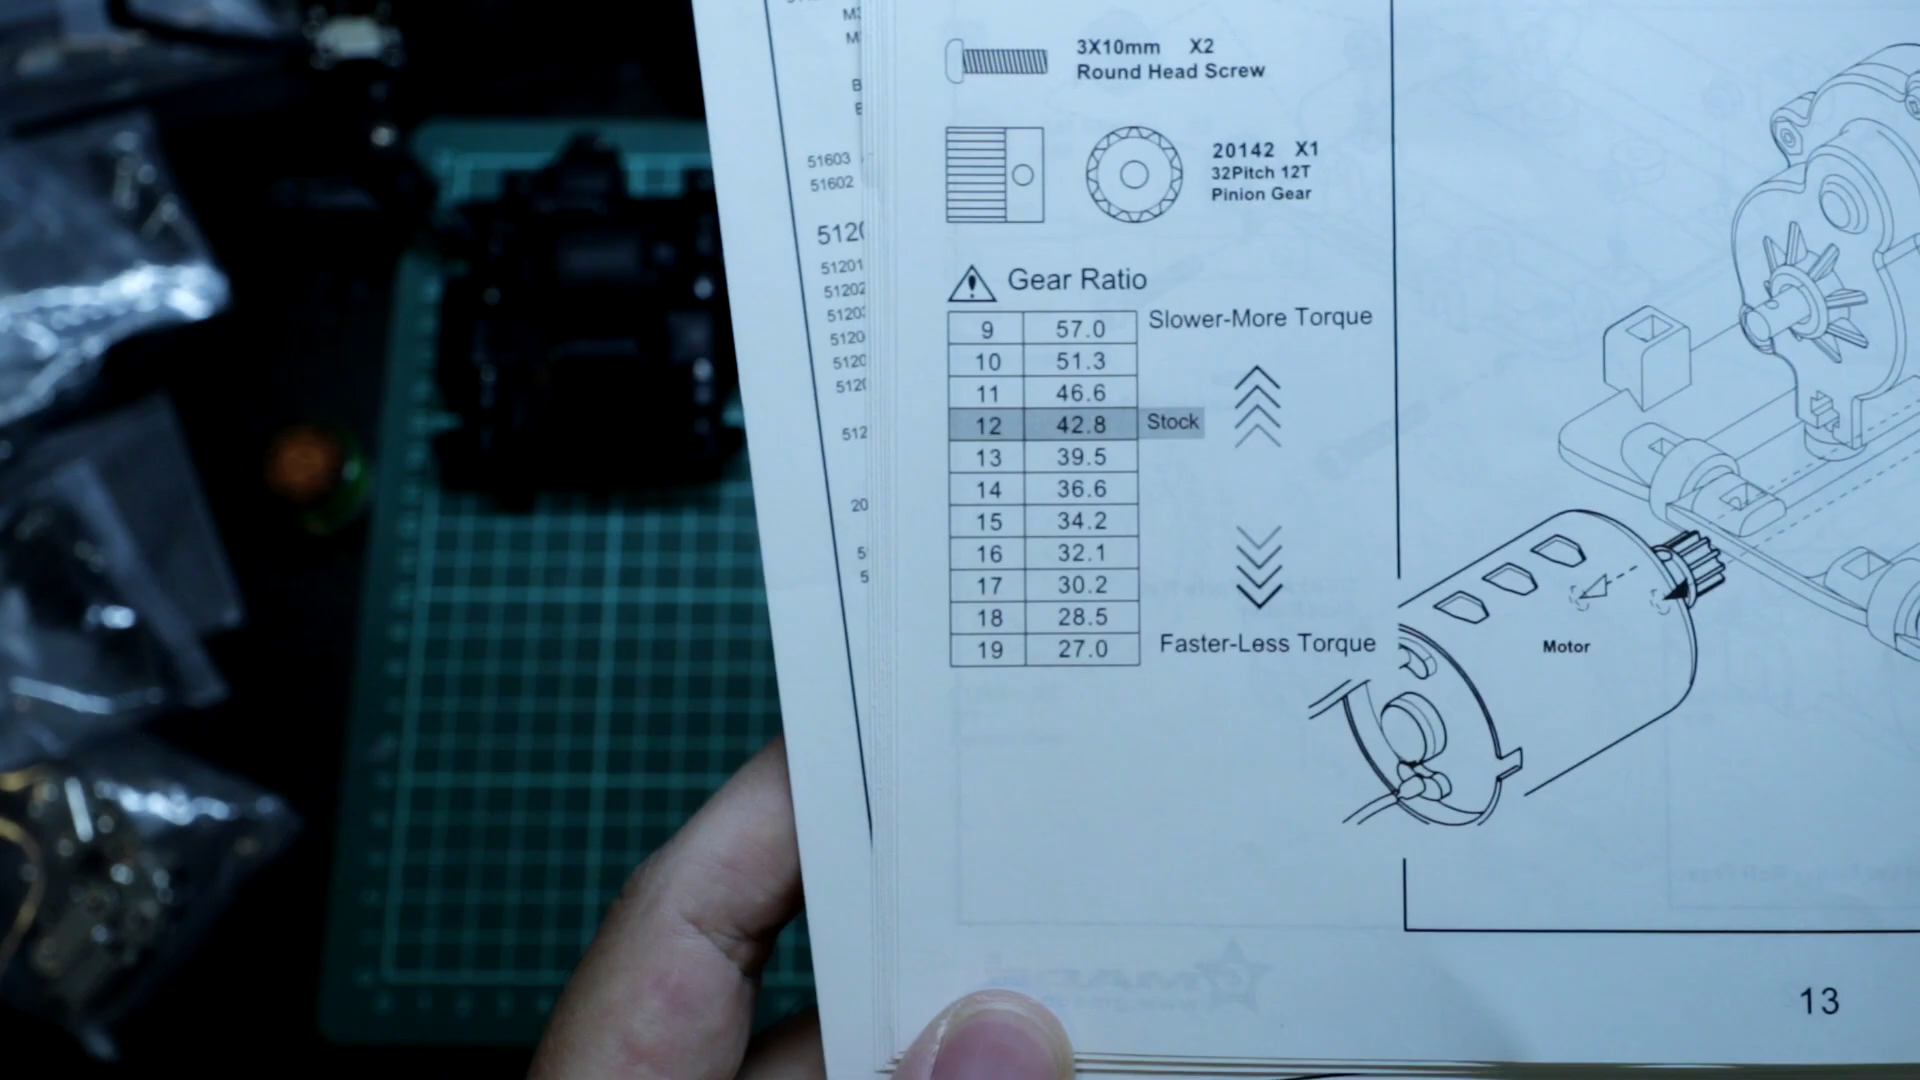 3X10mm X2
Round Head Screw
20142 X1
32Pitch 12T
Pinion Gear
Gear Ratio
9 57.0 Slower-More Torque
10 51.3
11 46.6
12 42.8 Stock
13 39.5
14 36.6
15 34.2
16 32.1
17 30.2
18 28.5
19 27.0 Faster-Less Torque
Motor
13
51603
51602
51201
51202